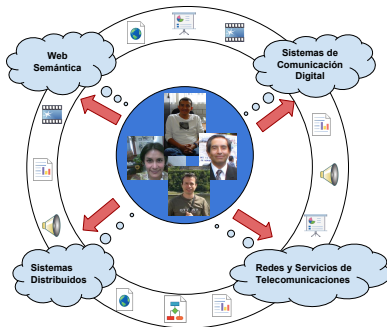 Web
Semántica
Sistemas de
Comunicación
Digital
Sistemas
Distribuidos
Redes y Servicios de
Telecomunicaciones